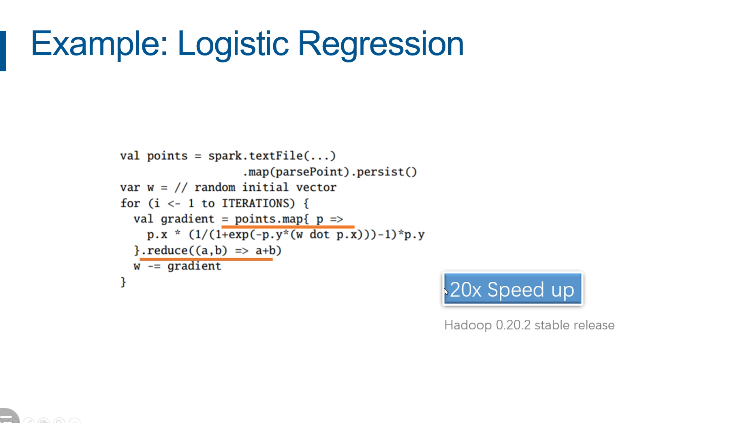 Example: Logistic Regression
val points = spark.textFile(...)
.map(parsePoint).persist()
var w = // random initial vector
for (i <- 1 to ITERATIONS) {
val gradient = points.map{ p =>
p.x * (1/(1+exp(-p.y*(w dot p.x)))-1)*p.y
}.reduce((a,b) => a+b)
w -= gradient
}
20x Speed up
Hadoop 0.20.2 stable release